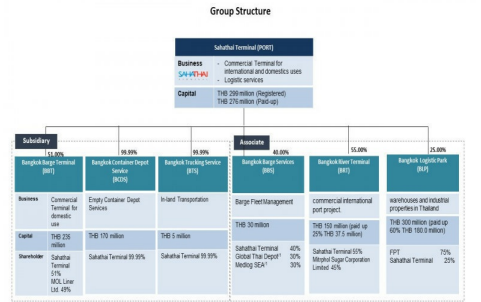 Group Structure
Sahathai Terminal (PORT)
Business
- Commercial Terminal for
international and domestics uses
- Logistic services
SAHATHAI
Capital
THB 299 million (Registered)
THB 276 million (Paid-up)
Subsidiary
Associate
51.00%
99.99%
99.99%
40.00%
55.00%
25.00%
Bangkok Barge Terminal
(BBT)
Bangkok Container Depot
Service
(BCDS)
Bangkok Trucking Service
(BTS)
Bangkok Barge Services
(BBS)
Bangkok River Terminal
(BRT)
Bangkok Logistic Park
(BLP)
Business
Commercial
Terminal for
domestic
use
Empty Container Depot
Services
In-land Transportation
Barge Fleet Management
commercial international
port project.
warehouses and industrial
properties in Thailand
Capital
THB 235
million
THB 170 million
THB 5 million
THB 30 million
THB 150 million (paid up
25% THB 37.5 million)
THB 300 million (paid up
60% THB 180.0 million)
Shareholder
Sahathai
Terminal
51%
MOL Liner
Ltd. 49%
Sahathai Terminal 99.99%
Sahathai Terminal 99.99%
Sahathai Terminal 40%
Global Thai Depot 30%
Medlog SEA 30%
Sahathai Terminal 55%
Mitrphol Sugar Corporation
Limited 45%
FPT 75%
Sahathai Terminal 25%